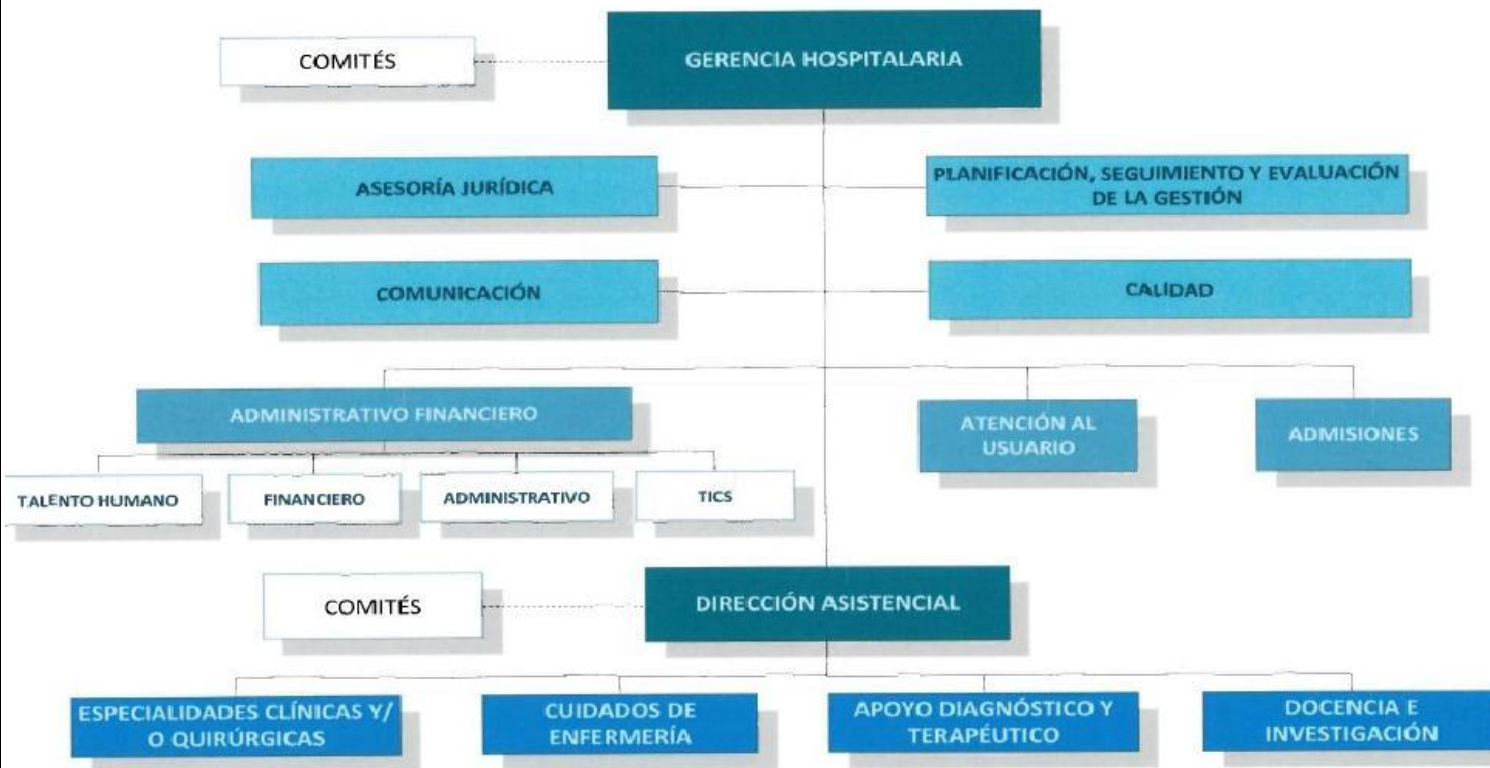 COMITÉS
GERENCIA HOSPITALARIA
ASESORÍA JURÍDICA
PLANIFICACIÓN, SEGUIMIENTO Y EVALUACIÓN
DE LA GESTIÓN
COMUNICACIÓN
CALIDAD
ADMINISTRATIVO FINANCIERO
ATENCIÓN AL
USUARIO
ADMISIONES
TALENTO HUMANO
FINANCIERO
ADMINISTRATIVO
TICS
COMITÉS
DIRECCIÓN ASISTENCIAL
ESPECIALIDADES CLÍNICAS Y/
O QUIRÚRGICAS
CUIDADOS DE
ENFERMERÍA
APOYO DIAGNÓSTICO Y
TERAPÉUTICO
DOCENCIA E
INVESTIGACIÓN